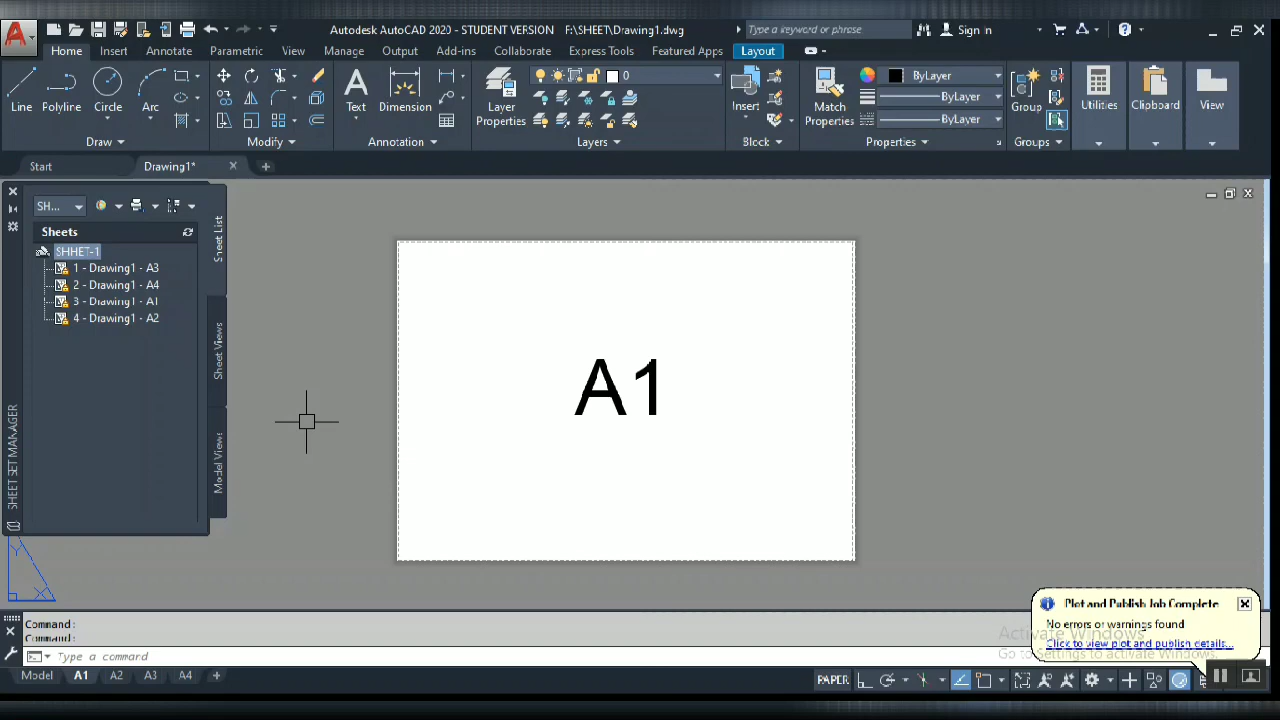 Autodesk AutoCAD 2020 - STUDENT VERSION F:\SHEET\Drawing1.dwg
Type a keyword or phrase
Sign In
Home Insert Annotate Parametric View Manage Output Add-ins Collaborate Express Tools Featured Apps Layout
Line Polyline Circle Arc
Text Dimension
Layer Properties
0
Insert
Match Properties
ByLayer
ByLayer
ByLayer
Group
Utilities Clipboard View
Draw Modify Annotation Layers Block Properties Groups
Start Drawing1*
SH...
Sheets
SHHET-1
1 - Drawing1 - A3
2 - Drawing1 - A4
3 - Drawing1 - A1
4 - Drawing1 - A2
Sheet List
Sheet Views
Model Views
SHEET SET MANAGER
A1
Y
X
Plot and Publish Job Complete
No errors or warnings found
Click to view plot and publish details...
Activate Windows
Go to Settings to activate Windows.
Command:
Command:
Type a command
Model A1 A2 A3 A4
PAPER